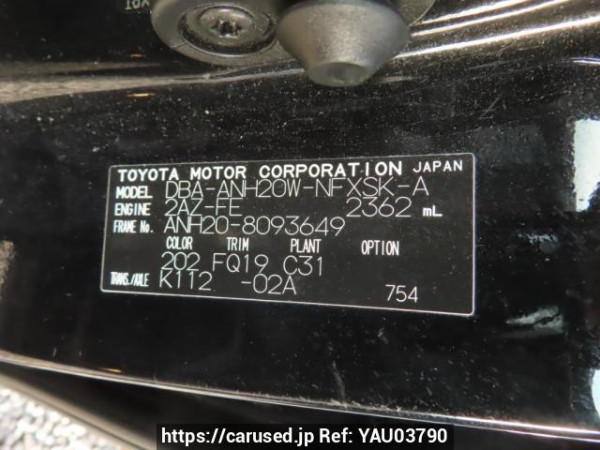 TOYOTA MOTOR CORPORATION JAPAN
MODEL DBA-ANH20W-NFXSK-A
ENGINE 2AZ-FE 2362 mL
FRAME No. ANH20-8093649
COLOR TRIM PLANT OPTION
202 FQ19 C31
TRANS./AXLE K112 -02A
754
https://carused.jp Ref: YAU03790